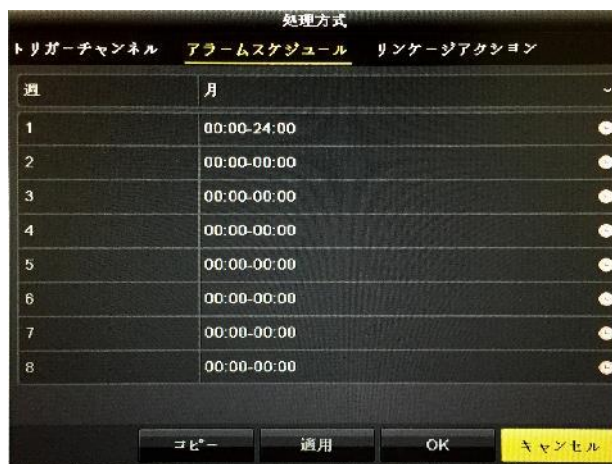 処理方式
トリガーチャンネル アラームスケジュール リンケージアクション
週 月
1 00:00-24:00
2 00:00-00:00
3 00:00-00:00
4 00:00-00:00
5 00:00-00:00
6 00:00-00:00
7 00:00-00:00
8 00:00-00:00
コピー 適用 OK キャンセル